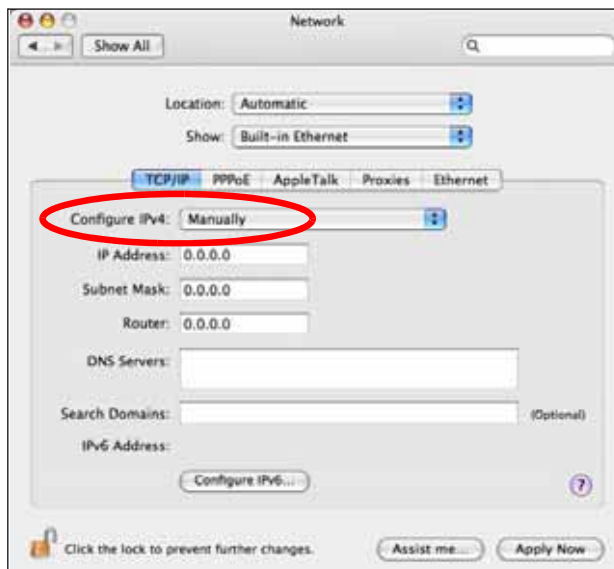 Network
Show All
Location: Automatic
Show: Built-in Ethernet
TCP/IP PPPoE AppleTalk Proxies Ethernet
Configure IPv4: Manually
IP Address: 0.0.0.0
Subnet Mask: 0.0.0.0
Router: 0.0.0.0
DNS Servers:
Search Domains: (Optional)
IPv6 Address:
Configure IPv6...
?
Click the lock to prevent further changes. Assist me... Apply Now